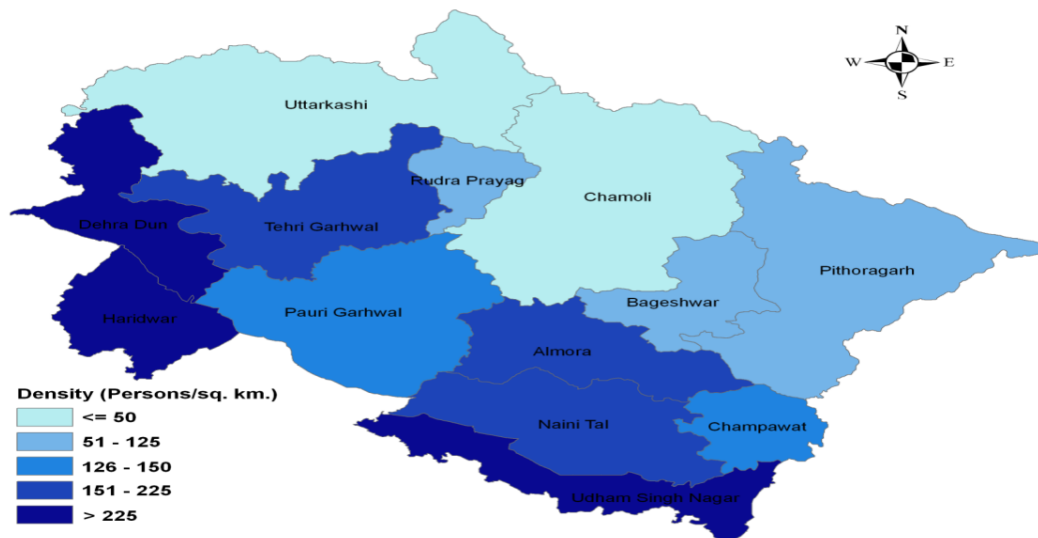 N
W E
S
Uttarkashi
Rudra Prayag
Chamoli
Dehra Dun
Tehri Garhwal
Pithoragarh
Haridwar
Pauri Garhwal
Bageshwar
Almora
Naini Tal
Champawat
Udham Singh Nagar
Density (Persons/sq. km.)
<= 50
51 - 125
126 - 150
151 - 225
> 225